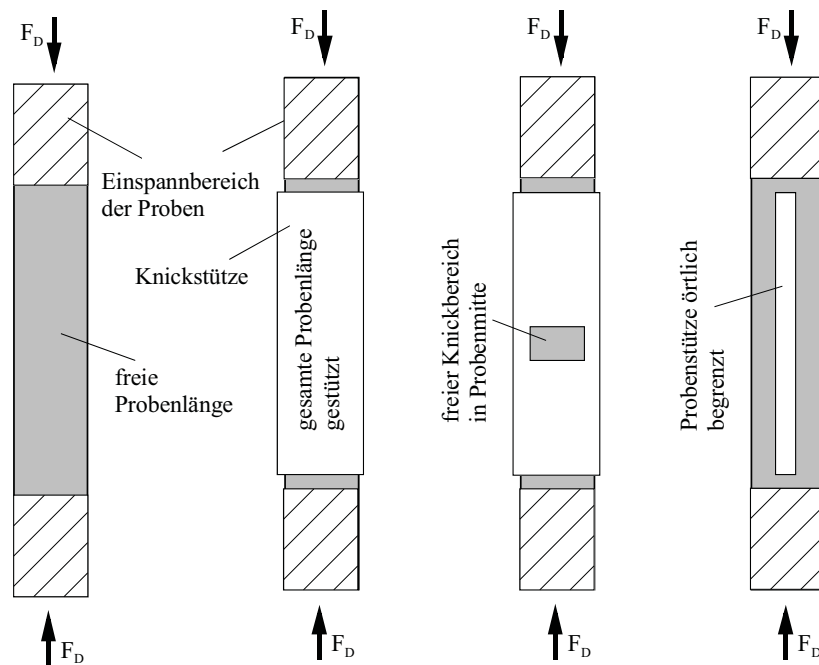 F_D
F_D
F_D
F_D
Einspannbereich
der Proben
Knickstütze
freie
Probenlänge
gesamte Probenlänge
gestützt
freier Knickbereich
in Probenmitte
Probenstütze örtlich
begrenzt
F_D
F_D
F_D
F_D